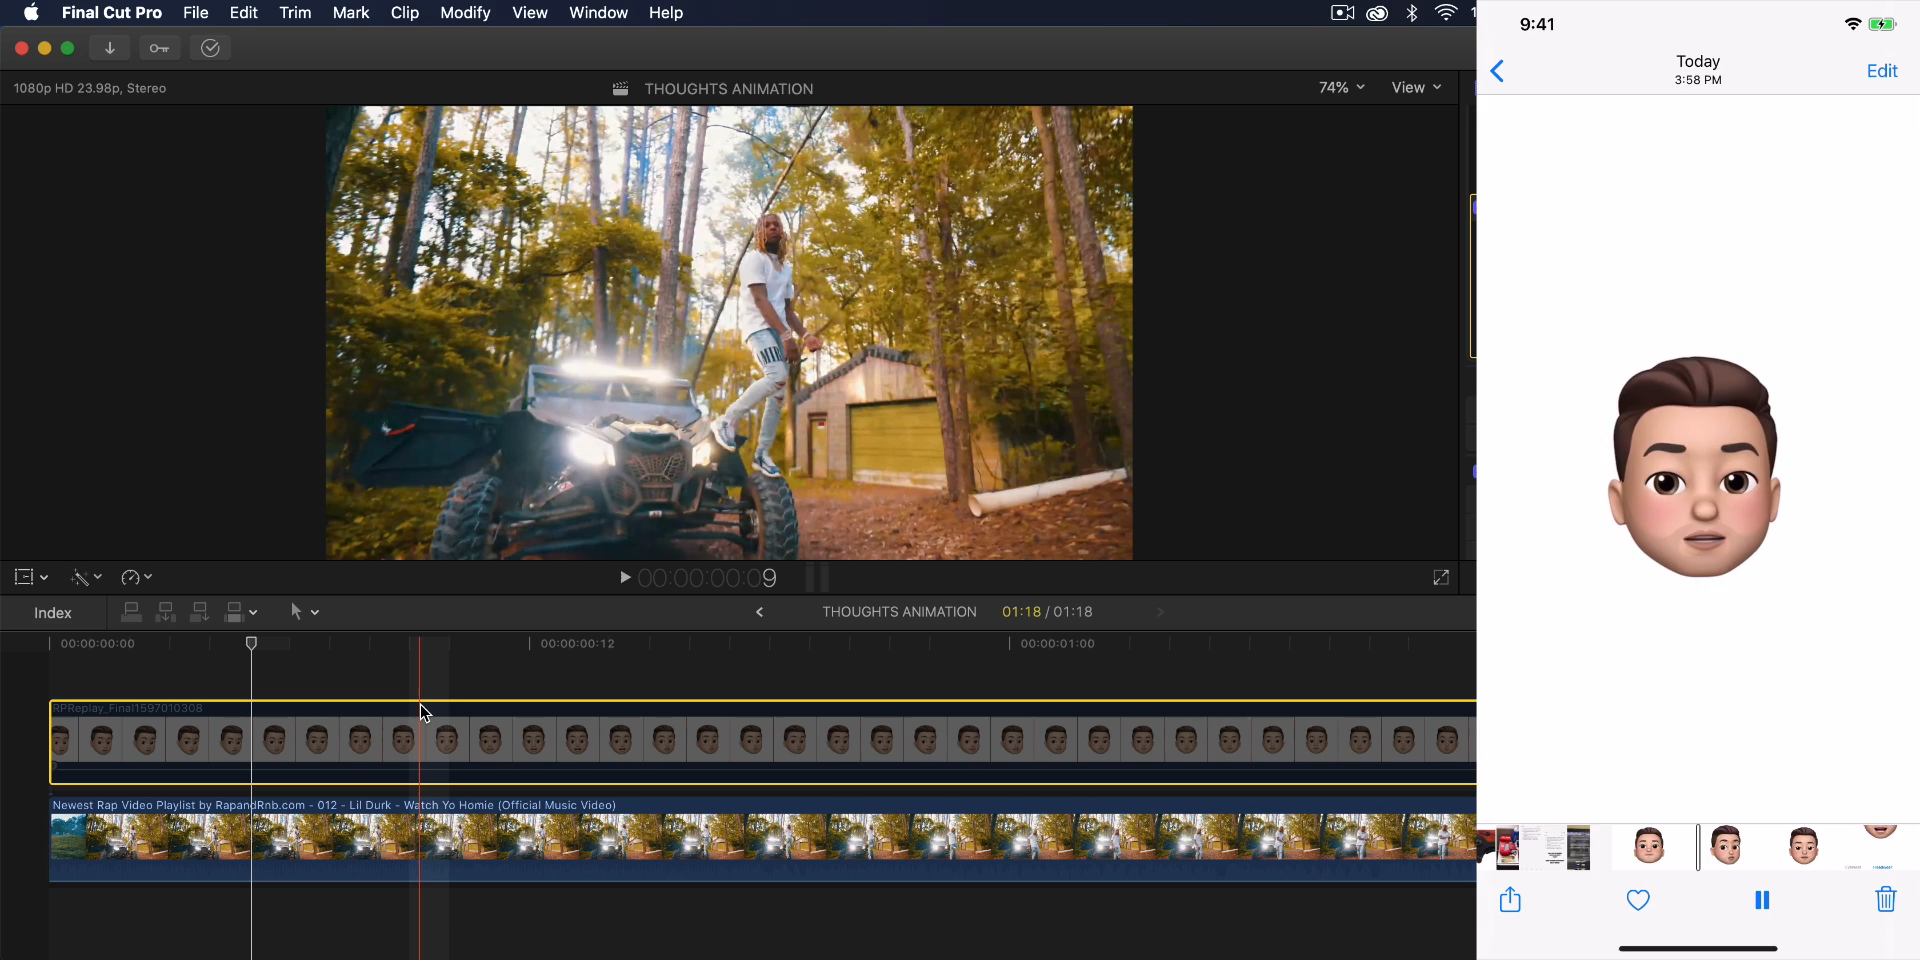 Final Cut Pro File Edit Trim Mark Clip Modify View Window Help
9:41
Today
3:58 PM
Edit
1080p HD 23.98p, Stereo
THOUGHTS ANIMATION
74%
View
00:00:00:09
Index
THOUGHTS ANIMATION
01:18 / 01:18
00:00:00:00
00:00:00:12
00:00:01:00
RPReplay_Final1597010308
Newest Rap Video Playlist by RapandRnb.com - 012 - Lil Durk - Watch Yo Homie (Official Music Video)